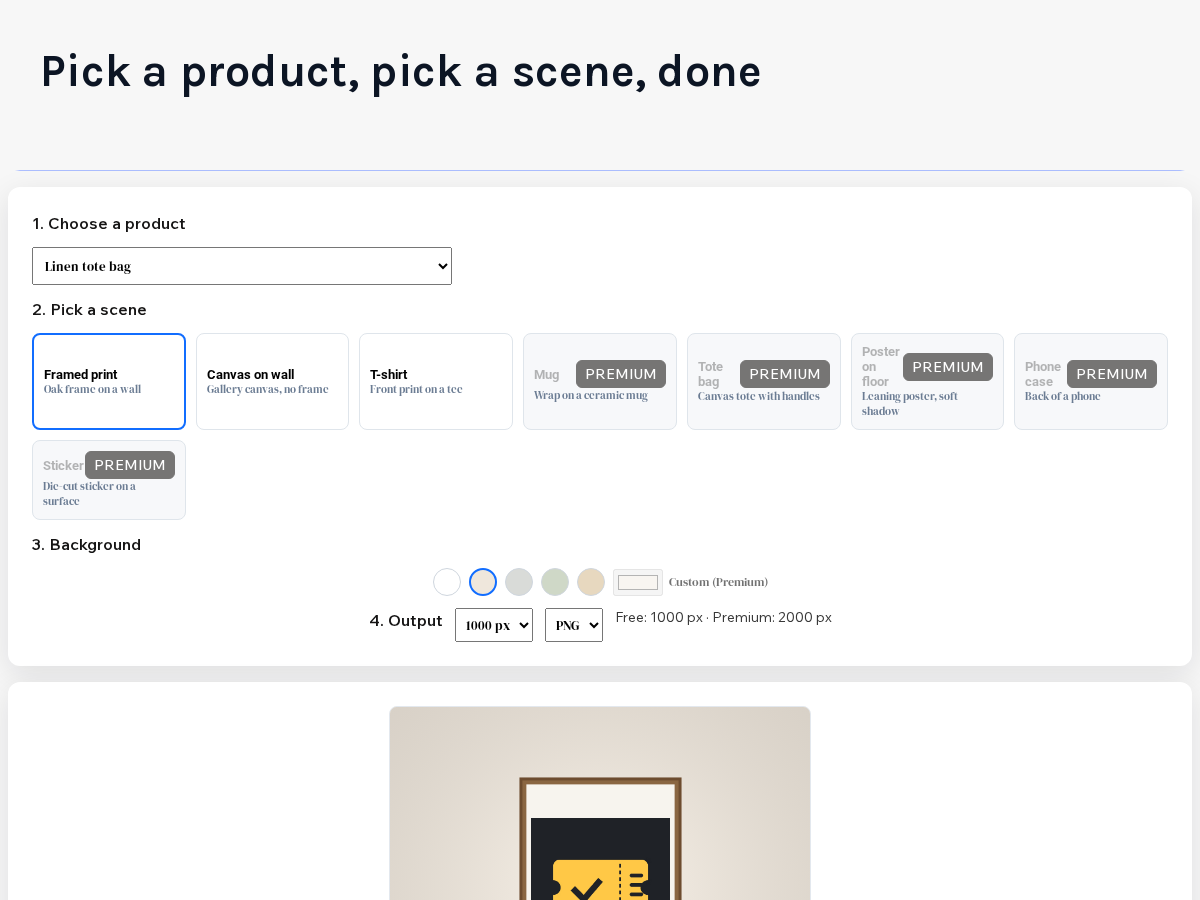 Pick a product, pick a scene, done
1. Choose a product
Linen tote bag
2. Pick a scene
Framed print
Oak frame on a wall
Canvas on wall
Gallery canvas, no frame
T-shirt
Front print on a tee
Mug PREMIUM
Wrap on a ceramic mug
Tote
bag
PREMIUM
Canvas tote with handles
Poster
on
floor
PREMIUM
Leaning poster, soft
shadow
Phone
case
PREMIUM
Back of a phone
Sticker PREMIUM
Die-cut sticker on a
surface
3. Background
Custom (Premium)
4. Output 1000 px PNG Free: 1000 px · Premium: 2000 px